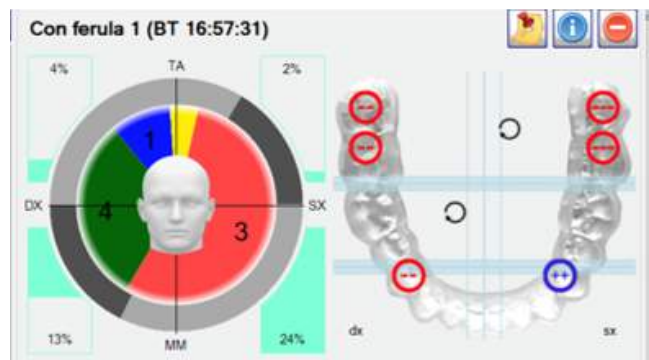 Con ferula 1 (BT 16:57:31)
4%
TA
2%
1
DX
4
3
SX
13%
MM
24%
--
---
--
---
--
++
dx
sx